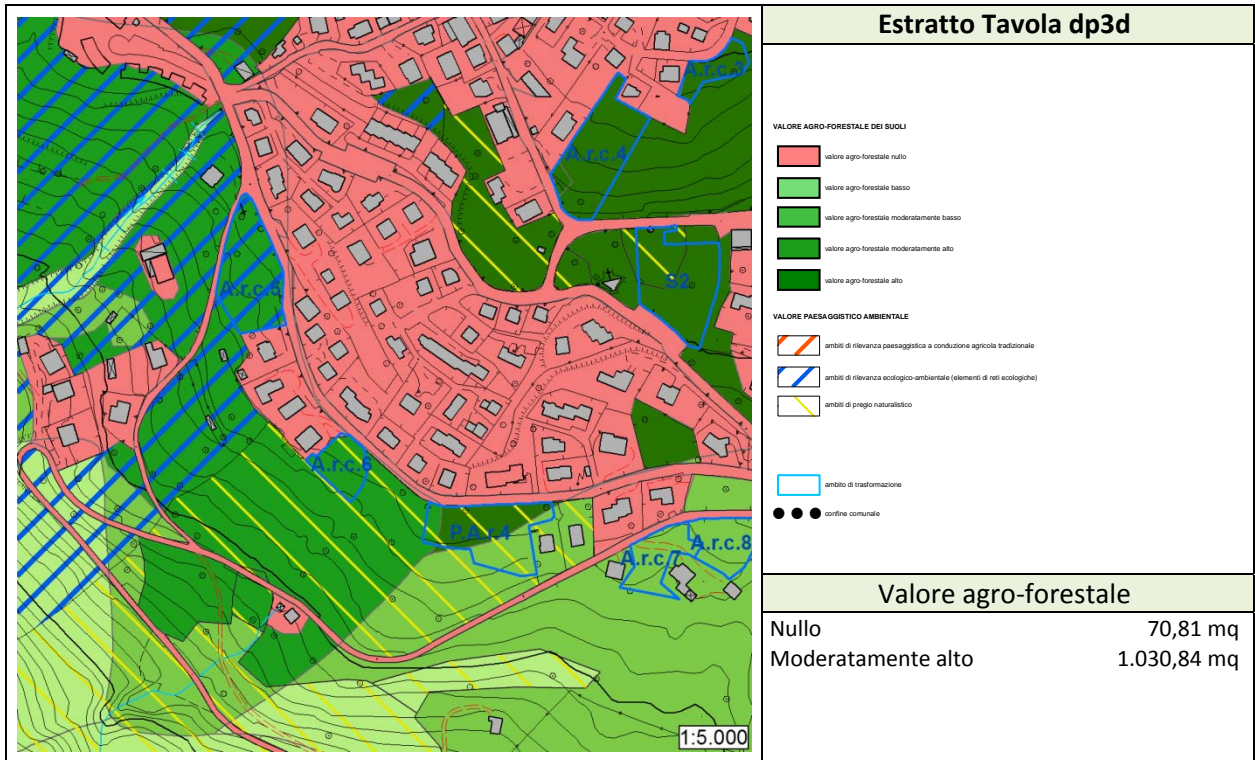 A.r.c.3
A.r.c.4
S2
A.r.c.5
A.r.c.6
P.A.r.4
A.r.c.7
A.r.c.8
1:5.000
Estratto Tavola dp3d
VALORE AGRO-FORESTALE DEI SUOLI
valore agro-forestale nullo
valore agro-forestale basso
valore agro-forestale moderatamente basso
valore agro-forestale moderatamente alto
valore agro-forestale alto
VALORE PAESAGGISTICO AMBIENTALE
ambiti di rilevanza paesaggistica a conduzione agricola tradizionale
ambiti di rilevanza ecologico-ambientale (elementi di reti ecologiche)
ambiti di pregio naturalistico
ambito di trasformazione
confine comunale
Valore agro-forestale
Nullo 70,81 mq
Moderatamente alto 1.030,84 mq